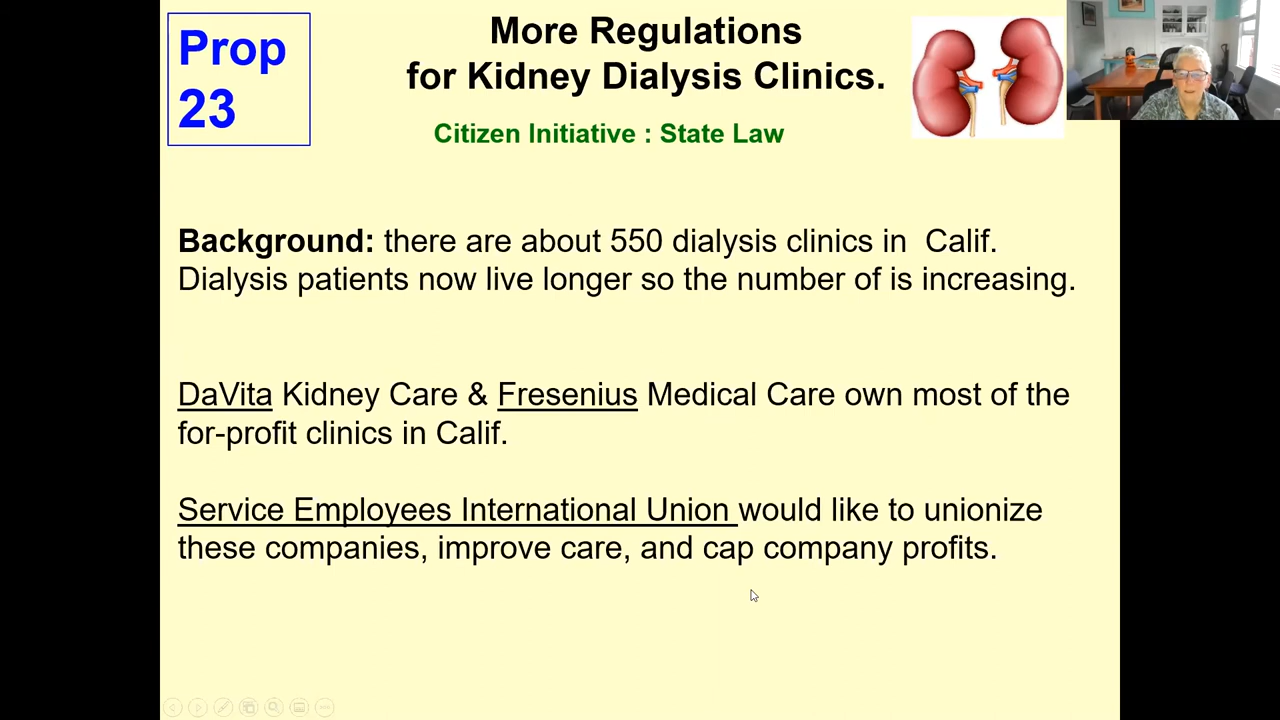 Prop
23
More Regulations
for Kidney Dialysis Clinics.
Citizen Initiative : State Law
Background: there are about 550 dialysis clinics in Calif.
Dialysis patients now live longer so the number of is increasing.
DaVita Kidney Care & Fresenius Medical Care own most of the
for-profit clinics in Calif.
Service Employees International Union would like to unionize
these companies, improve care, and cap company profits.